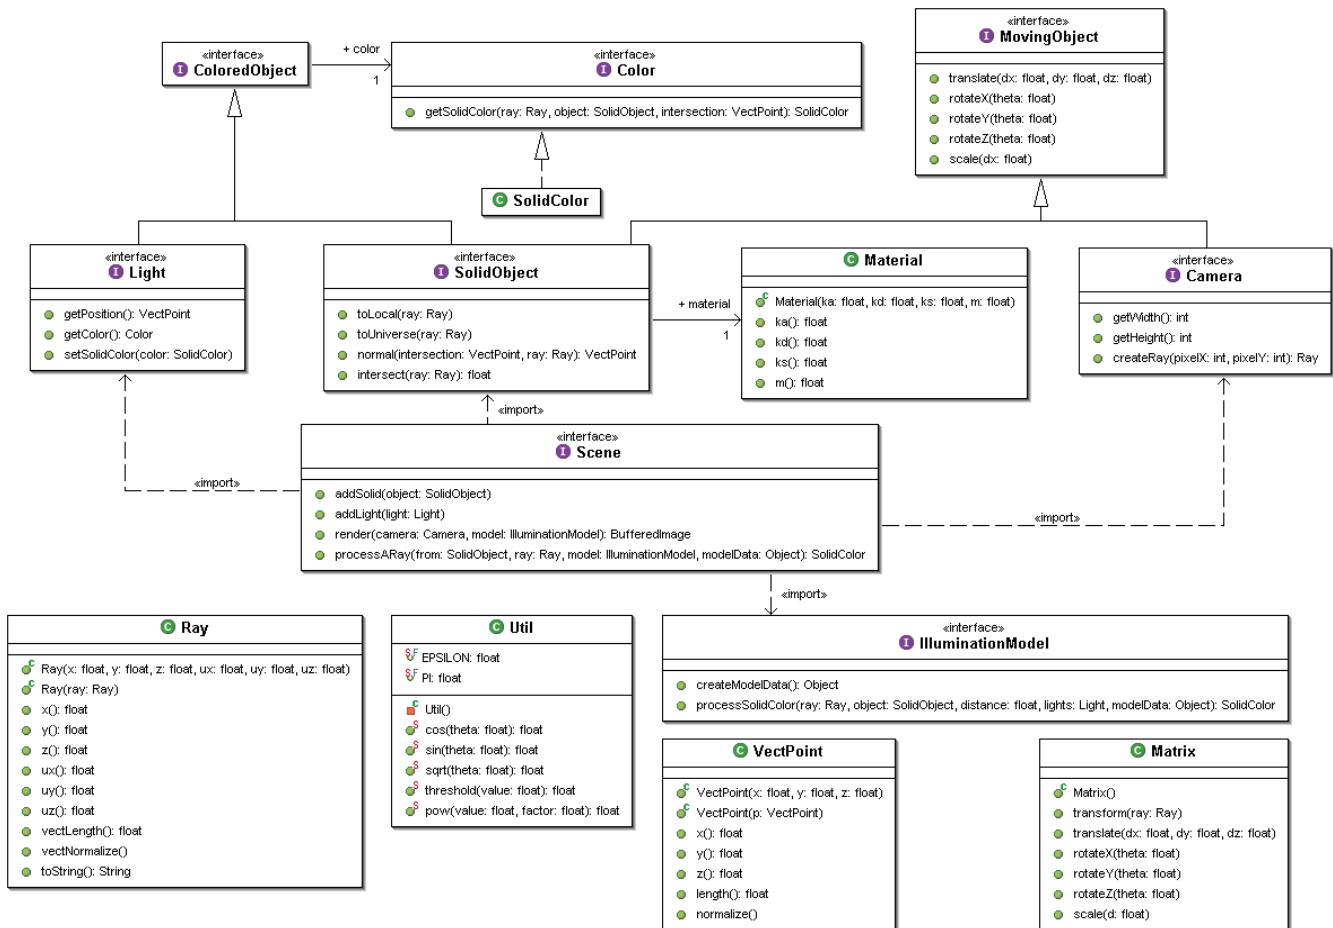 «interface»
ColoredObject
+ color
1
«interface»
Color
getSolidColor(ray: Ray, object: SolidObject, intersection: VectPoint): SolidColor
«interface»
MovingObject
translate(dx: float, dy: float, dz: float)
rotateX(theta: float)
rotateY(theta: float)
rotateZ(theta: float)
scale(dx: float)
SolidColor
«interface»
Light
getPosition(): VectPoint
getColor(): Color
setSolidColor(color: SolidColor)
«interface»
SolidObject
toLocal(ray: Ray)
toUniverse(ray: Ray)
normal(intersection: VectPoint, ray: Ray): VectPoint
intersect(ray: Ray): float
+ material
1
Material
Material(ka: float, kd: float, ks: float, m: float)
ka(): float
kd(): float
ks(): float
m(): float
«interface»
Camera
getWidth(): int
getHeight(): int
createRay(pixelX: int, pixelY: int): Ray
«import»
«import»
«import»
«interface»
Scene
addSolid(object: SolidObject)
addLight(light: Light)
render(camera: Camera, model: IlluminationModel): BufferedImage
processARay(from: SolidObject, ray: Ray, model: IlluminationModel, modelData: Object): SolidColor
«import»
Ray
Ray(x: float, y: float, z: float, ux: float, uy: float, uz: float)
Ray(ray: Ray)
x(): float
y(): float
z(): float
ux(): float
uy(): float
uz(): float
vectLength(): float
vectNormalize()
toString(): String
Util
EPSILON: float
PI: float
Util()
cos(theta: float): float
sin(theta: float): float
sqrt(theta: float): float
threshold(value: float): float
pow(value: float, factor: float): float
«interface»
IlluminationModel
createModelData(): Object
processSolidColor(ray: Ray, object: SolidObject, distance: float, lights: Light, modelData: Object): SolidColor
VectPoint
VectPoint(x: float, y: float, z: float)
VectPoint(p: VectPoint)
x(): float
y(): float
z(): float
length(): float
normalize()
Matrix
Matrix()
transform(ray: Ray)
translate(dx: float, dy: float, dz: float)
rotateX(theta: float)
rotateY(theta: float)
rotateZ(theta: float)
scale(d: float)